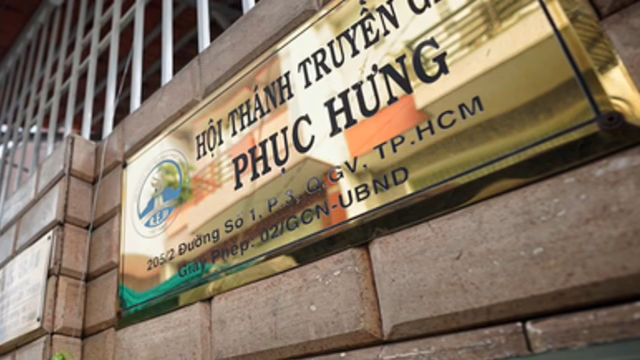 HỘI THÁNH TRUYỀN
PHỤC HƯNG
205/2 Đường Số 1, P.3, Q.GV, TP.HCM
Giấy Phép: 02/GCN-UBND